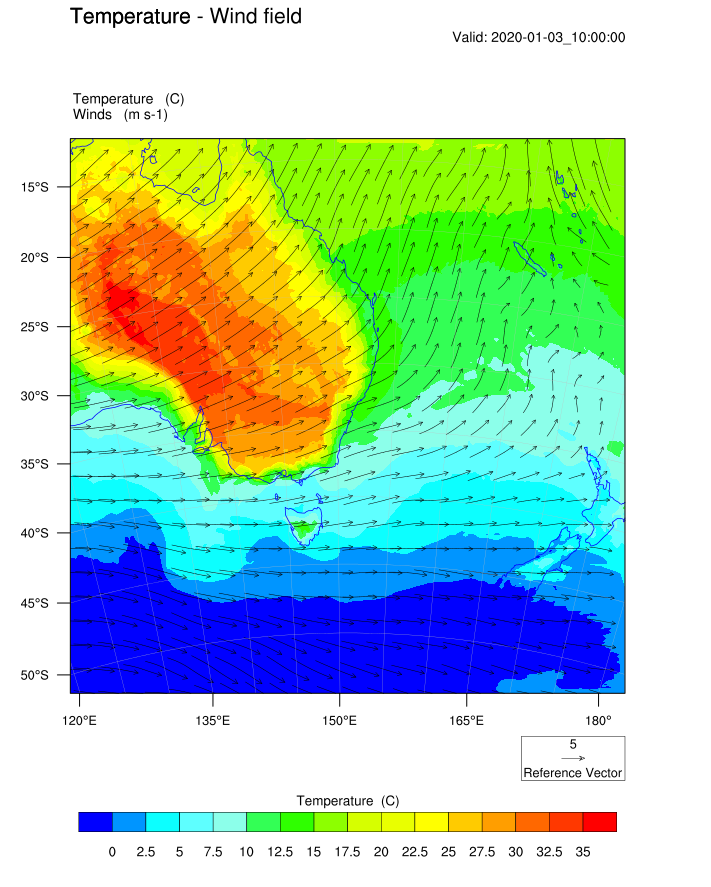 Temperature - Wind field
Valid: 2020-01-03_10:00:00
Temperature (C)
Winds (m s-1)
15°S
20°S
25°S
30°S
35°S
40°S
45°S
50°S
120°E 135°E 150°E 165°E 180°
5
Reference Vector
Temperature (C)
0 2.5 5 7.5 10 12.5 15 17.5 20 22.5 25 27.5 30 32.5 35